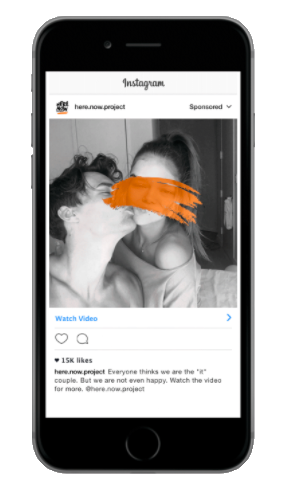 Instagram
here.now.project
Sponsored
Watch Video
15K likes
here.now.project Everyone thinks we are the "it"
couple. But we are not even happy. Watch the video
for more. @here.now.project